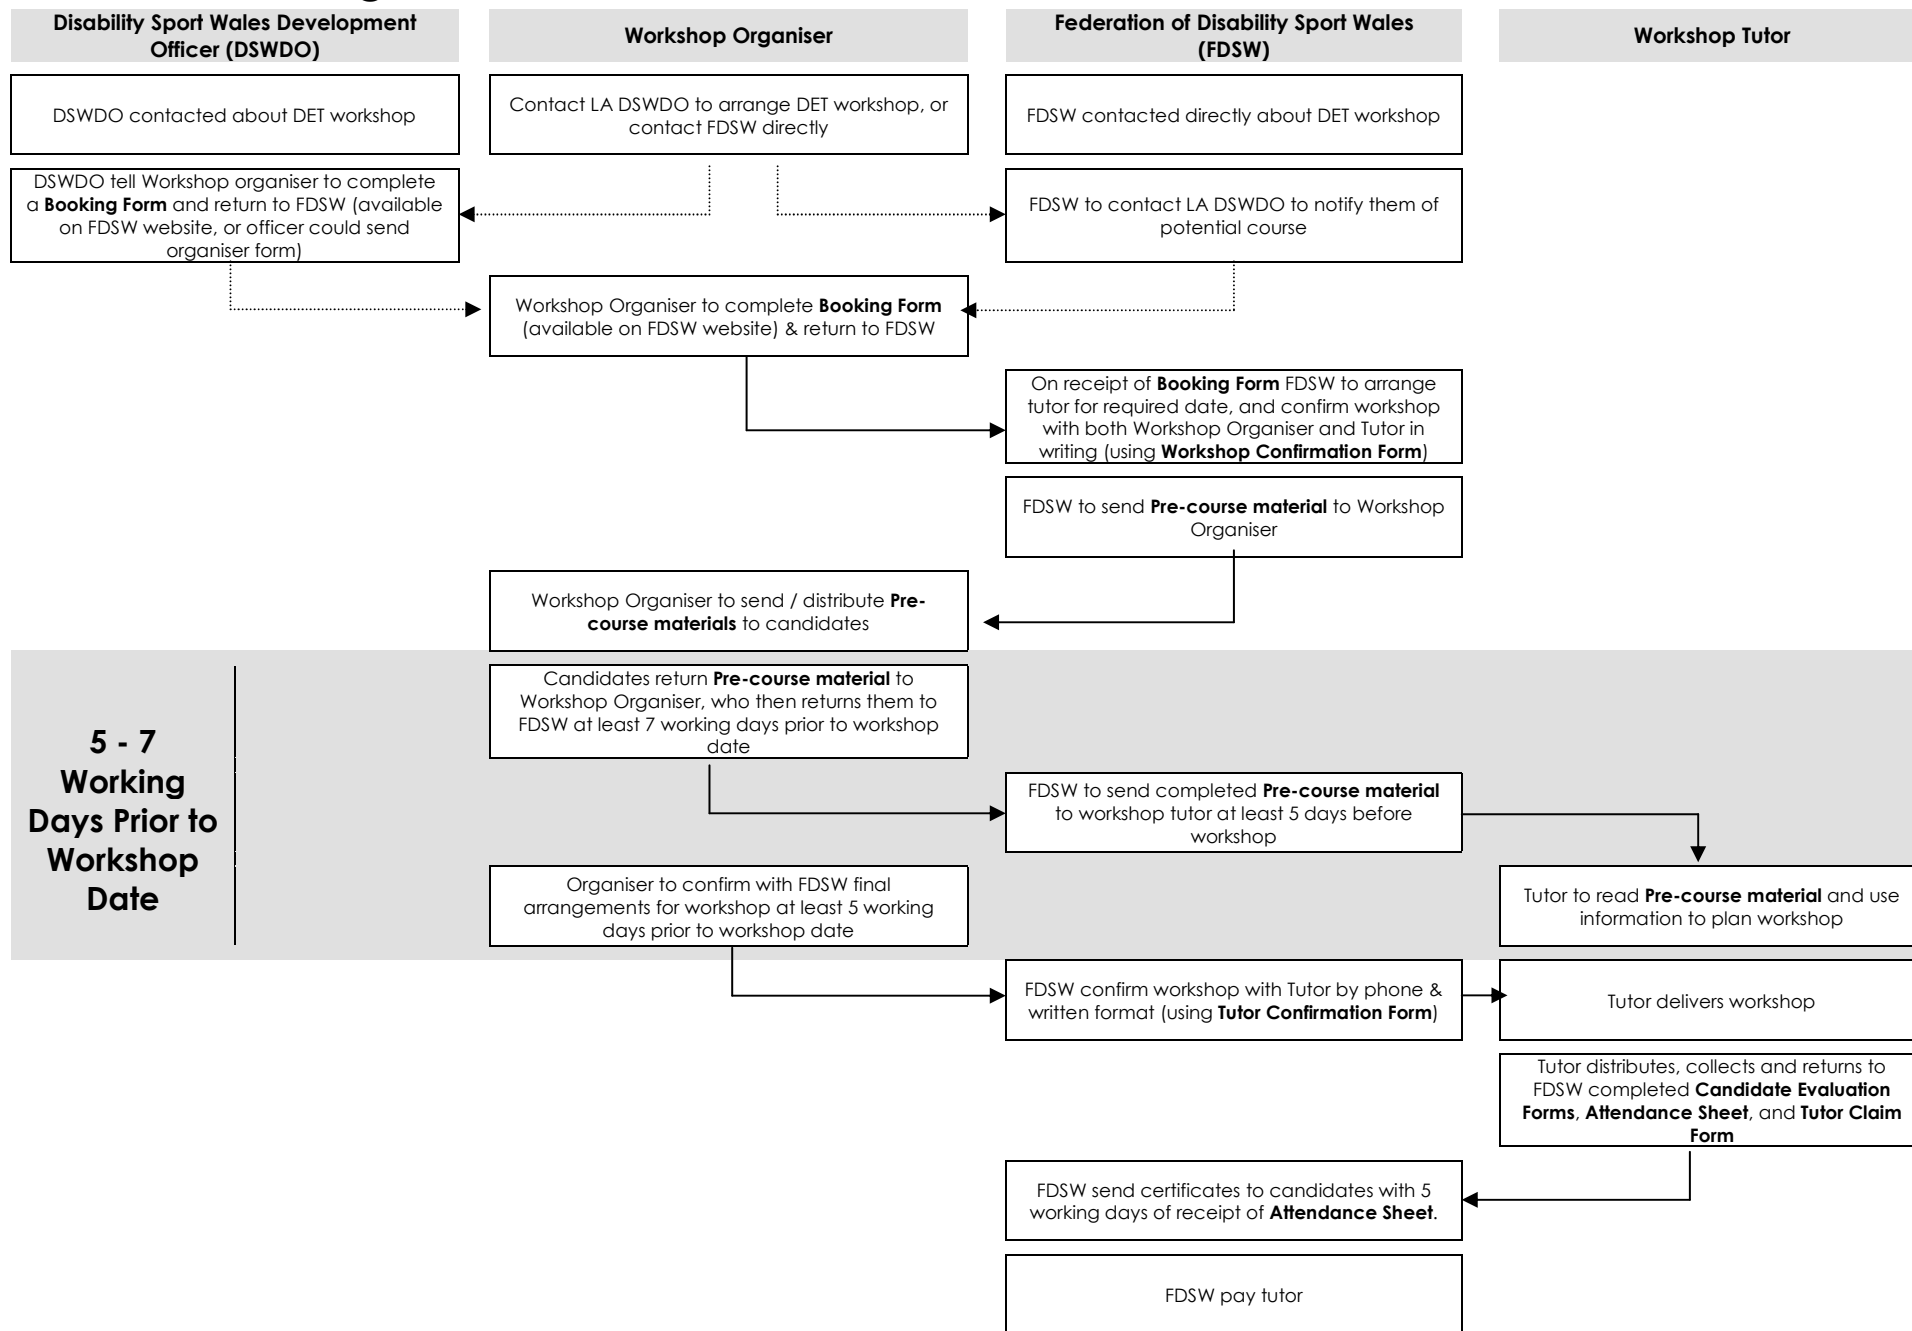 Disability Sport Wales Development
Officer (DSWDO)
Workshop Organiser
Federation of Disability Sport Wales
(FDSW)
Workshop Tutor
DSWDO contacted about DET workshop
Contact LA DSWDO to arrange DET workshop, or
contact FDSW directly
FDSW contacted directly about DET workshop
DSWDO tell Workshop organiser to complete
a Booking Form and return to FDSW (available
on FDSW website, or officer could send
organiser form)
FDSW to contact LA DSWDO to notify them of
potential course
Workshop Organiser to complete Booking Form
(available on FDSW website) & return to FDSW
On receipt of Booking Form FDSW to arrange
tutor for required date, and confirm workshop
with both Workshop Organiser and Tutor in
writing (using Workshop Confirmation Form)
FDSW to send Pre-course material to Workshop
Organiser
Workshop Organiser to send / distribute Pre-
course materials to candidates
5 - 7
Working
Days Prior to
Workshop
Date
Candidates return Pre-course material to
Workshop Organiser, who then returns them to
FDSW at least 7 working days prior to workshop
date
FDSW to send completed Pre-course material
to workshop tutor at least 5 days before
workshop
Organiser to confirm with FDSW final
arrangements for workshop at least 5 working
days prior to workshop date
Tutor to read Pre-course material and use
information to plan workshop
FDSW confirm workshop with Tutor by phone &
written format (using Tutor Confirmation Form)
Tutor delivers workshop
Tutor distributes, collects and returns to
FDSW completed Candidate Evaluation
Forms, Attendance Sheet, and Tutor Claim
Form
FDSW send certificates to candidates with 5
working days of receipt of Attendance Sheet.
FDSW pay tutor